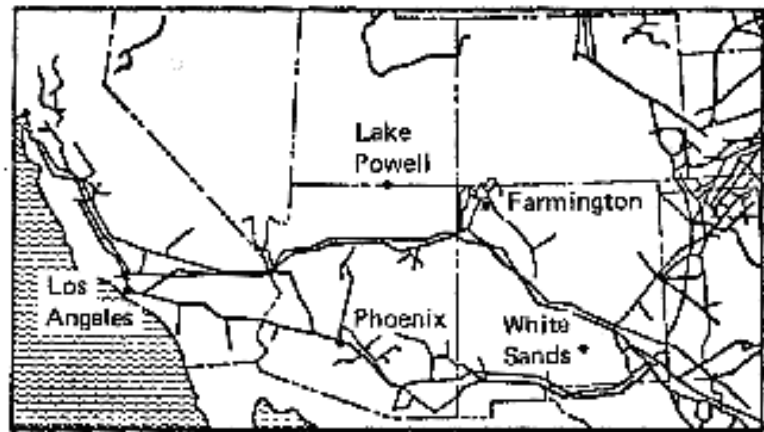 Lake
Powell
Farmington
Los
Angeles
Phoenix
White
Sands